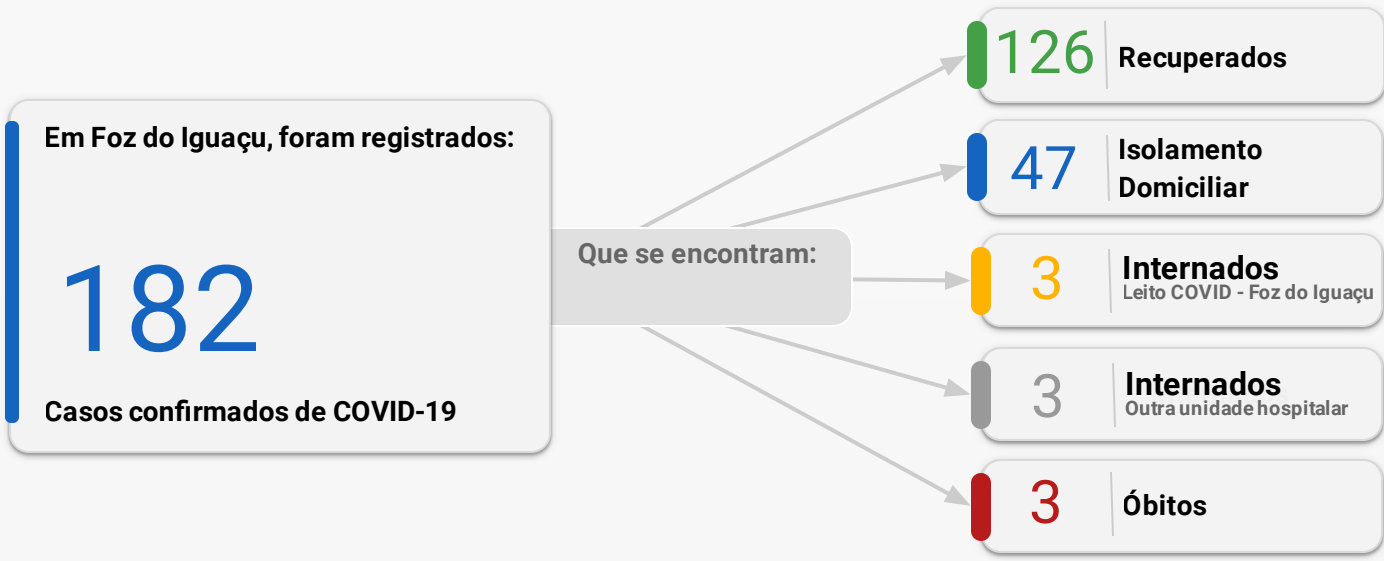 Em Foz do Iguaçu, foram registrados:
182
Casos confirmados de COVID-19
Que se encontram:
126
Recuperados
47
Isolamento
Domiciliar
3
Internados
Leito COVID - Foz do Iguaçu
3
Internados
Outra unidade hospitalar
3
Óbitos